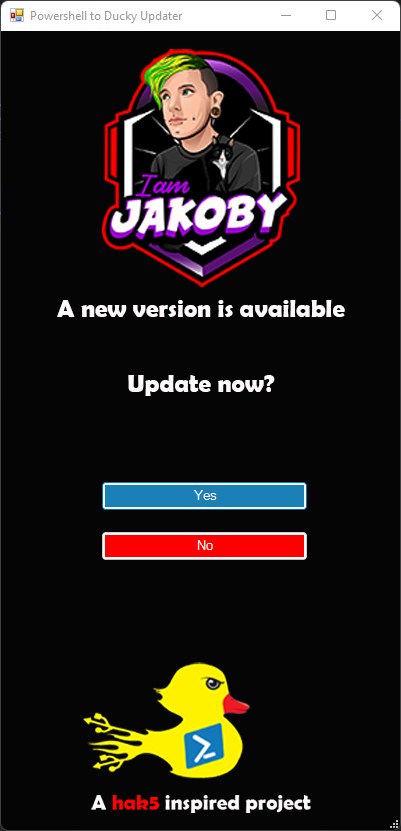 Powershell to Ducky Updater
I am
JAKOBY
A new version is available
Update now?
Yes
No
A hak5 inspired project